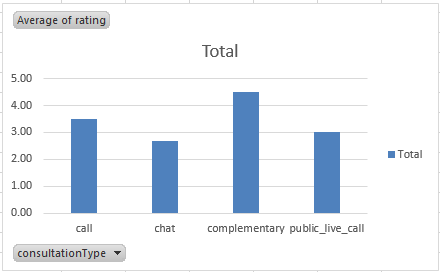 Average of rating
Total
5.00
4.00
3.00
2.00
1.00
0.00
call chat complementary public_live_call
Total
consultationType